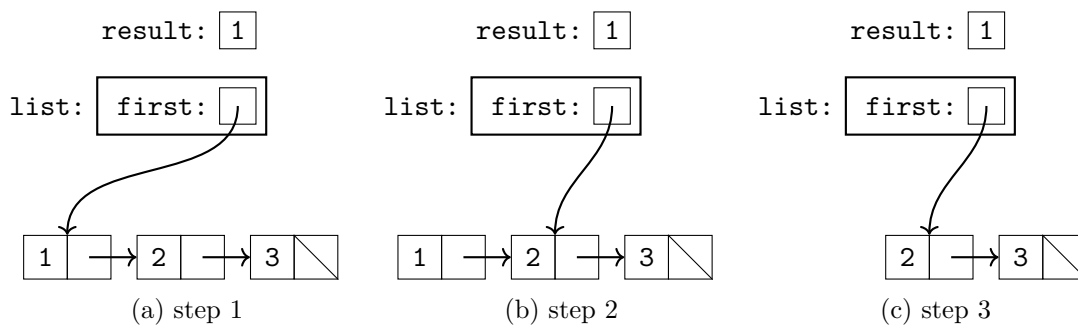 result: 1 result: 1 result: 1
list: first: list: first: list: first:
1 2 3 1 2 3 2 3
(a) step 1 (b) step 2 (c) step 3